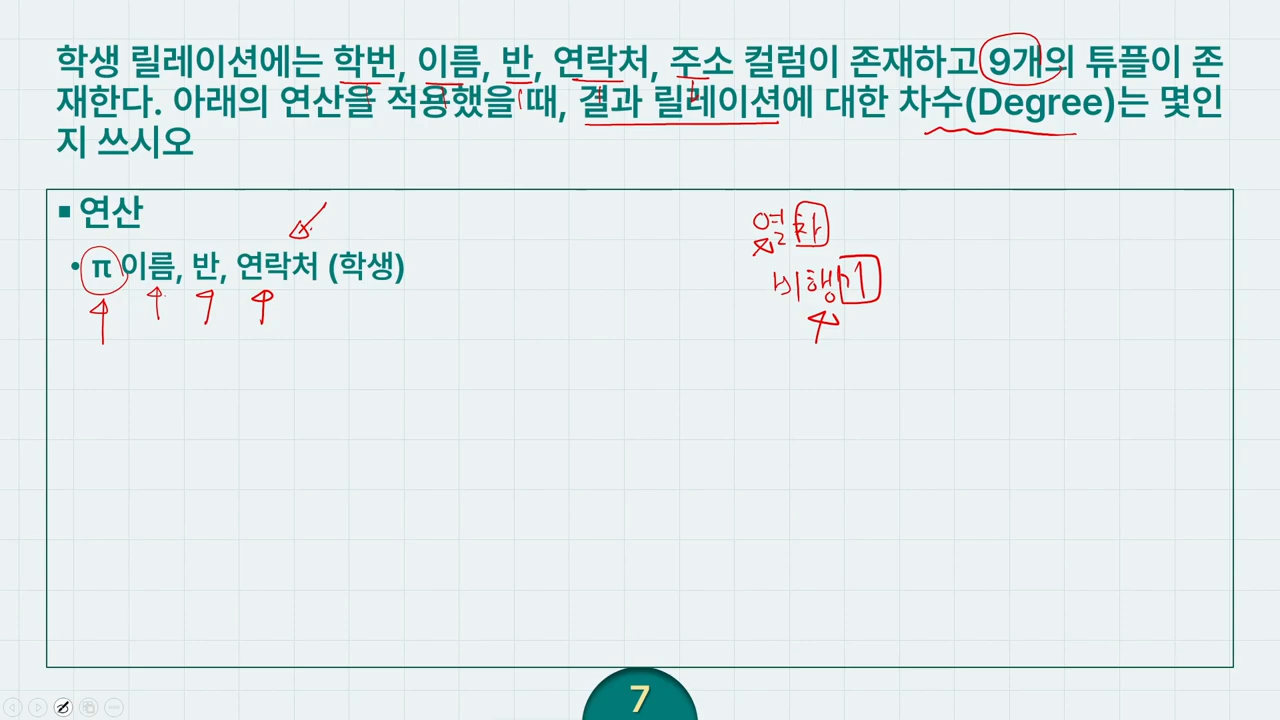 학생 릴레이션에는 학번, 이름, 반, 연락처, 주소 컬럼이 존재하고 9개의 튜플이 존
재한다. 아래의 연산을 적용했을 때, 결과 릴레이션에 대한 차수(Degree)는 몇인
지 쓰시오
▪ 연산
• π 이름, 반, 연락처 (학생)
열차
비행기
7